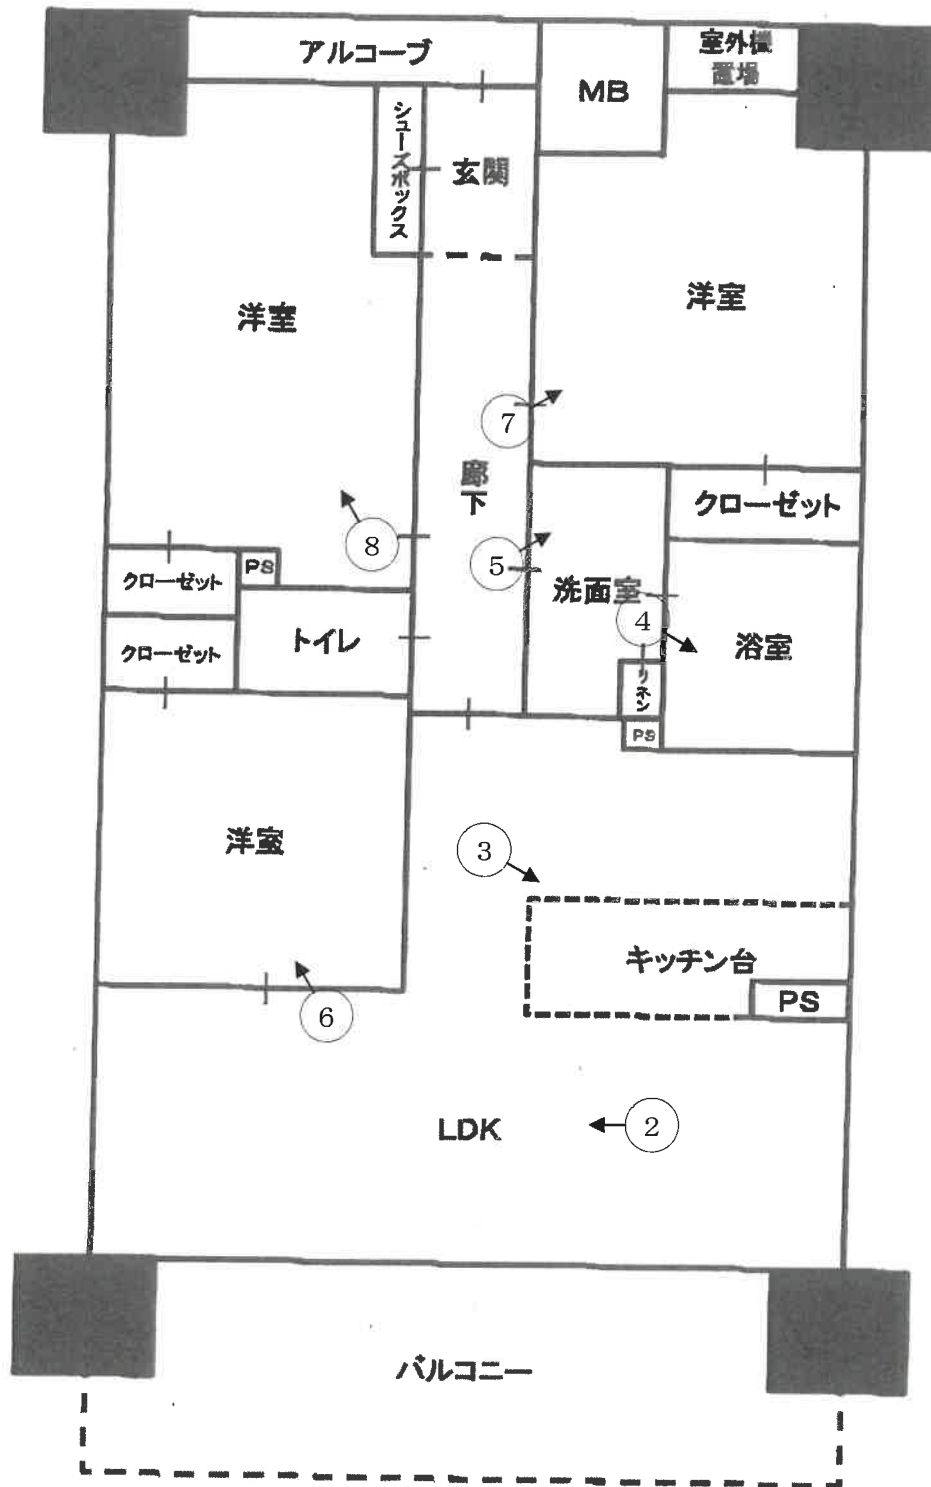 アルコーブ
MB
室外機
置場
シューズボックス
玄関
洋室
洋室
7
廊
下
クローゼット
8
5
PS
クローゼット
洗面室
4
トイレ
浴室
クローゼット
リネン
PS
洋室
3
キッチン台
PS
6
LDK
2
バルコニー